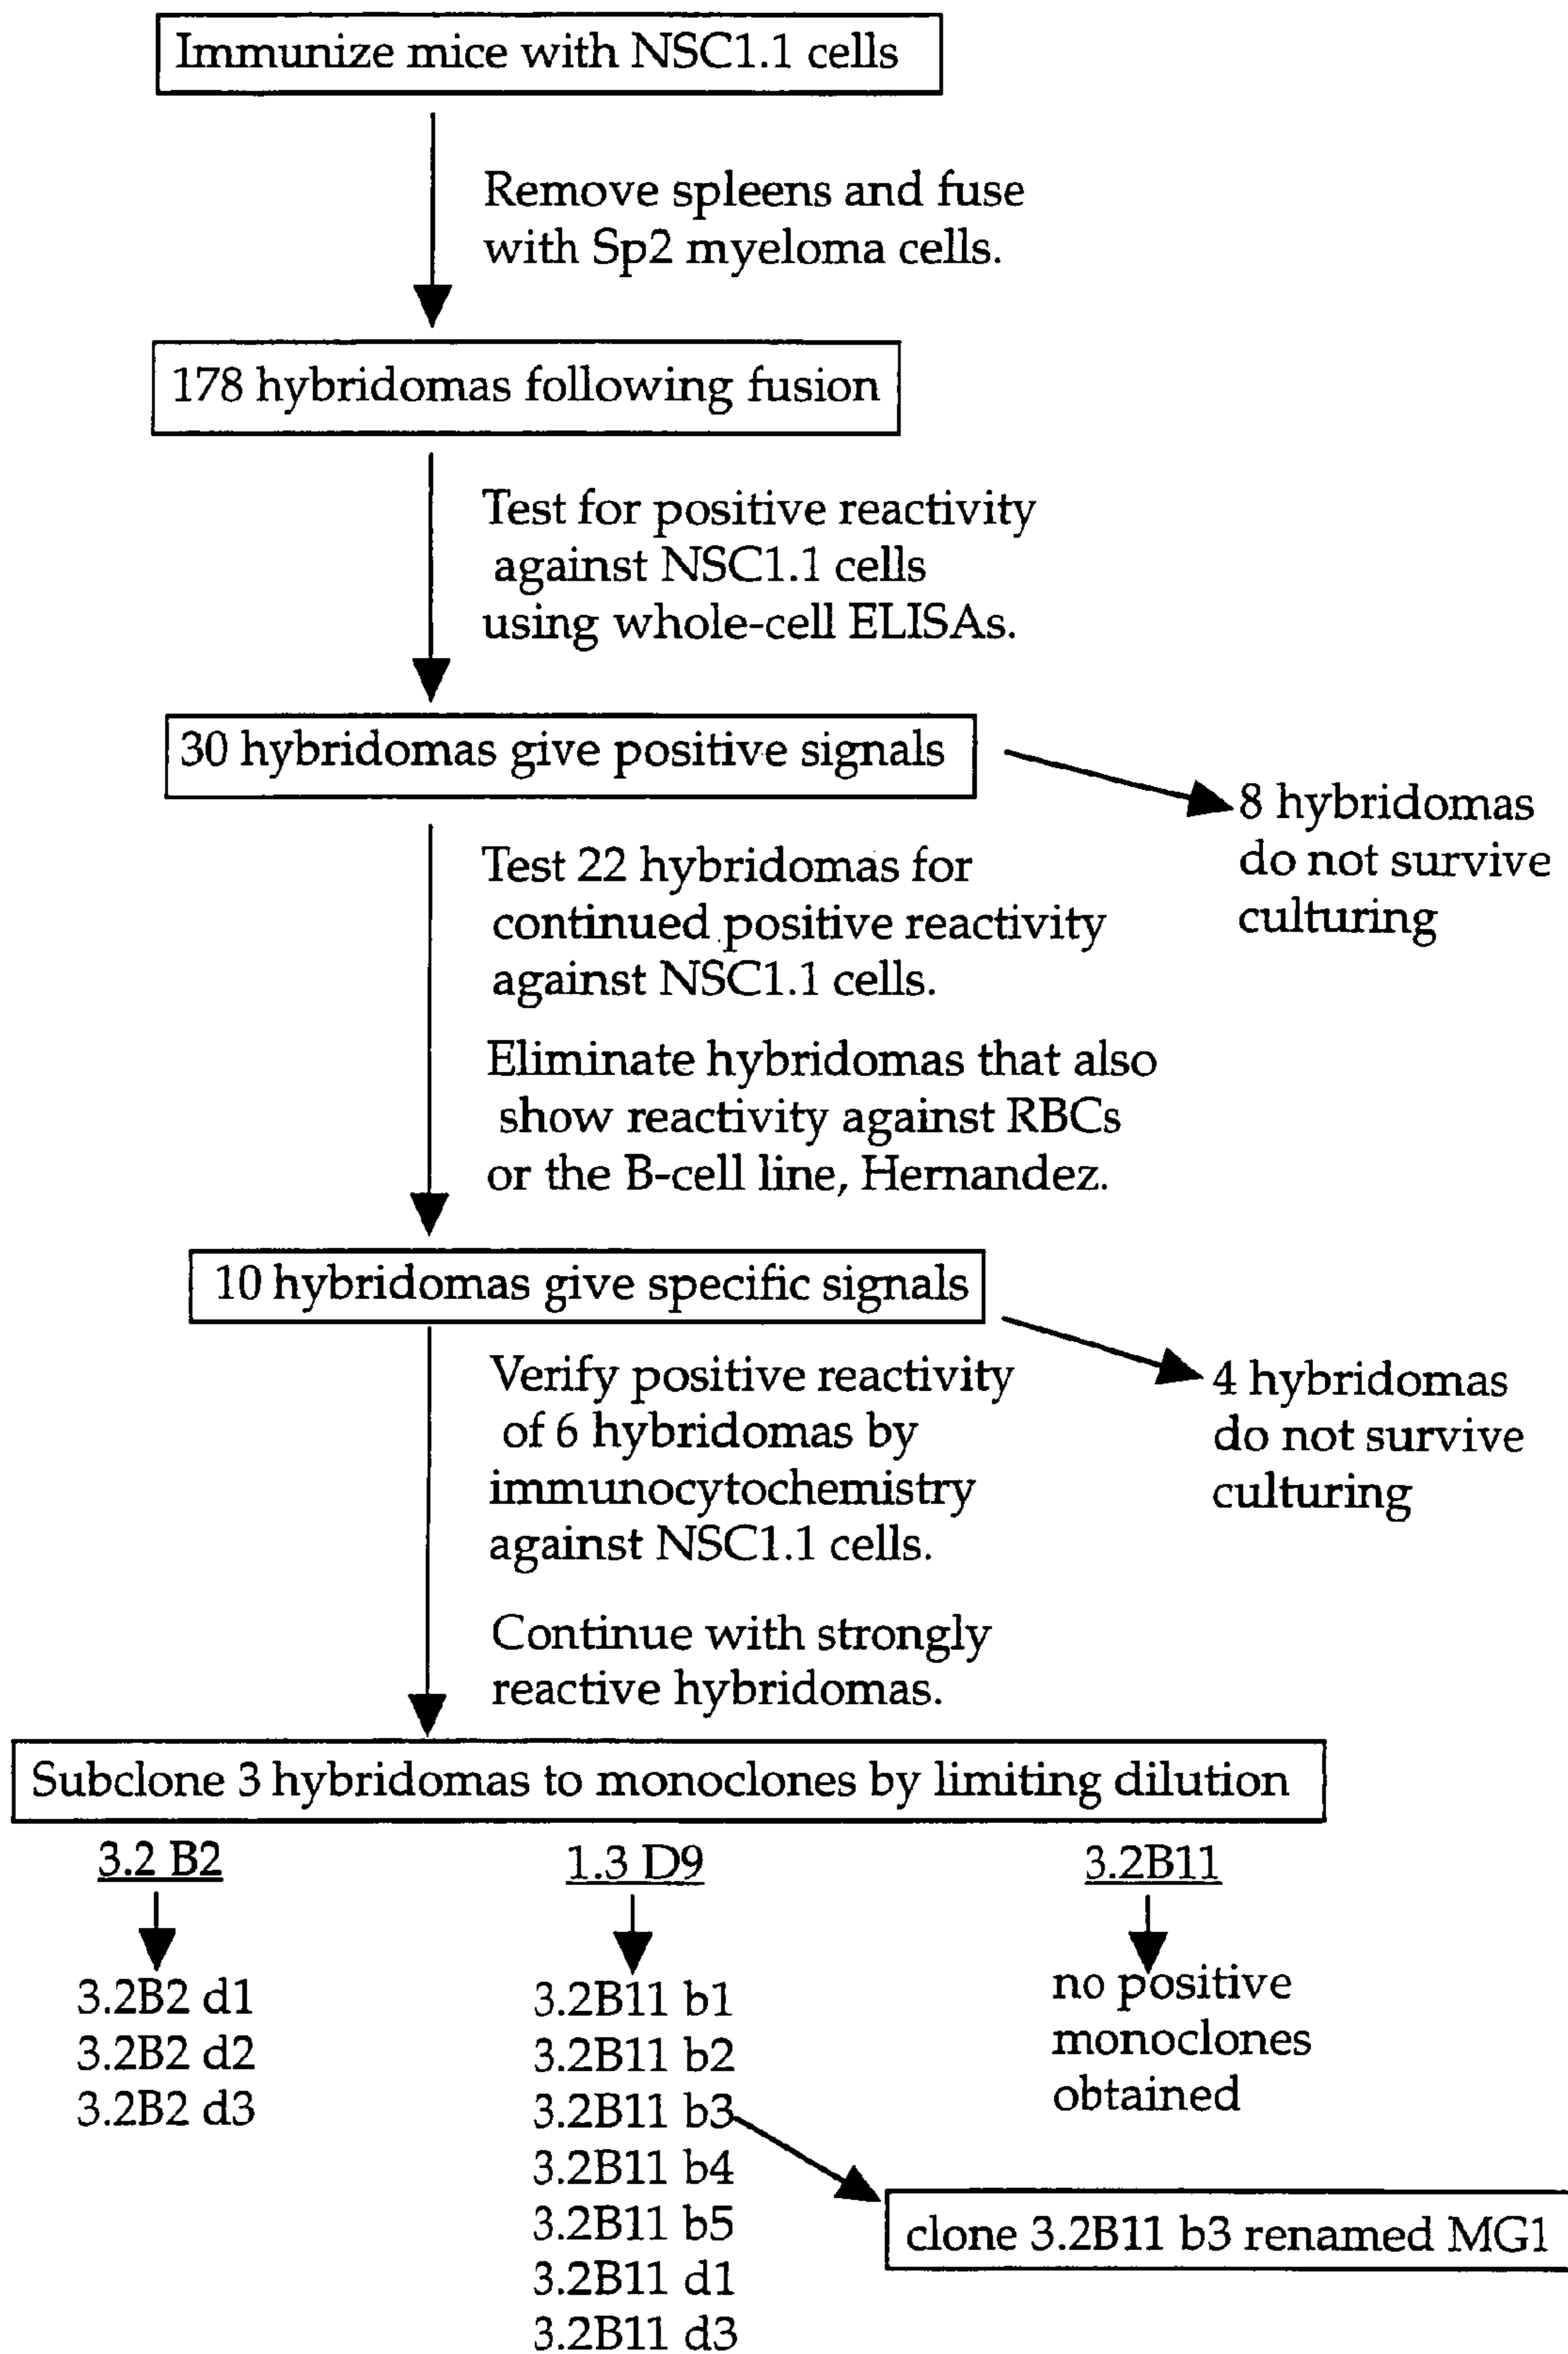 Immunize mice with NSC1.1 cells
Remove spleens and fuse
with Sp2 myeloma cells.
178 hybridomas following fusion
Test for positive reactivity
against NSC1.1 cells
using whole-cell ELISAs.
30 hybridomas give positive signals
8 hybridomas
do not survive
culturing
Test 22 hybridomas for
continued positive reactivity
against NSC1.1 cells.
Eliminate hybridomas that also
show reactivity against RBCs
or the B-cell line, Hernandez.
10 hybridomas give specific signals
4 hybridomas
do not survive
culturing
Verify positive reactivity
of 6 hybridomas by
immunocytochemistry
against NSC1.1 cells.
Continue with strongly
reactive hybridomas.
Subclone 3 hybridomas to monoclones by limiting dilution
3.2 B2
3.2B2 d1
3.2B2 d2
3.2B2 d3
1.3 D9
3.2B11 b1
3.2B11 b2
3.2B11 b3
3.2B11 b4
3.2B11 b5
3.2B11 d1
3.2B11 d3
3.2B11
no positive
monoclones
obtained
clone 3.2B11 b3 renamed MG1